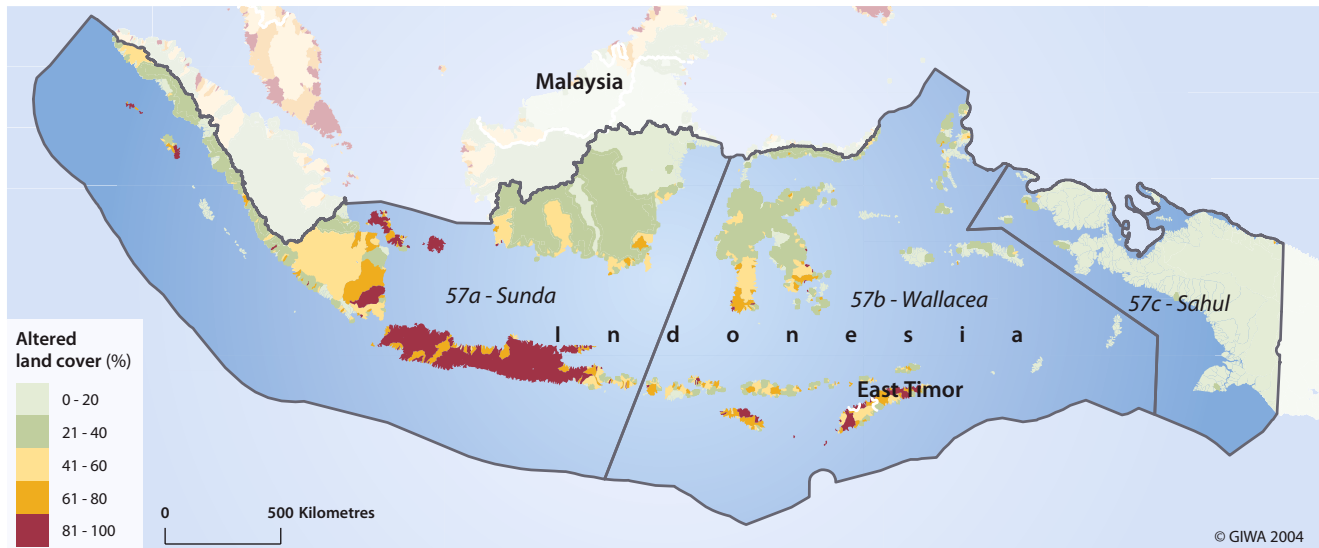 Malaysia
57a - Sunda
57b - Wallacea
57c - Sahul
I n d o n e s i a
East Timor
Altered
land cover (%)
0 - 20
21 - 40
41 - 60
61 - 80
81 - 100
0 500 Kilometres
© GIWA 2004